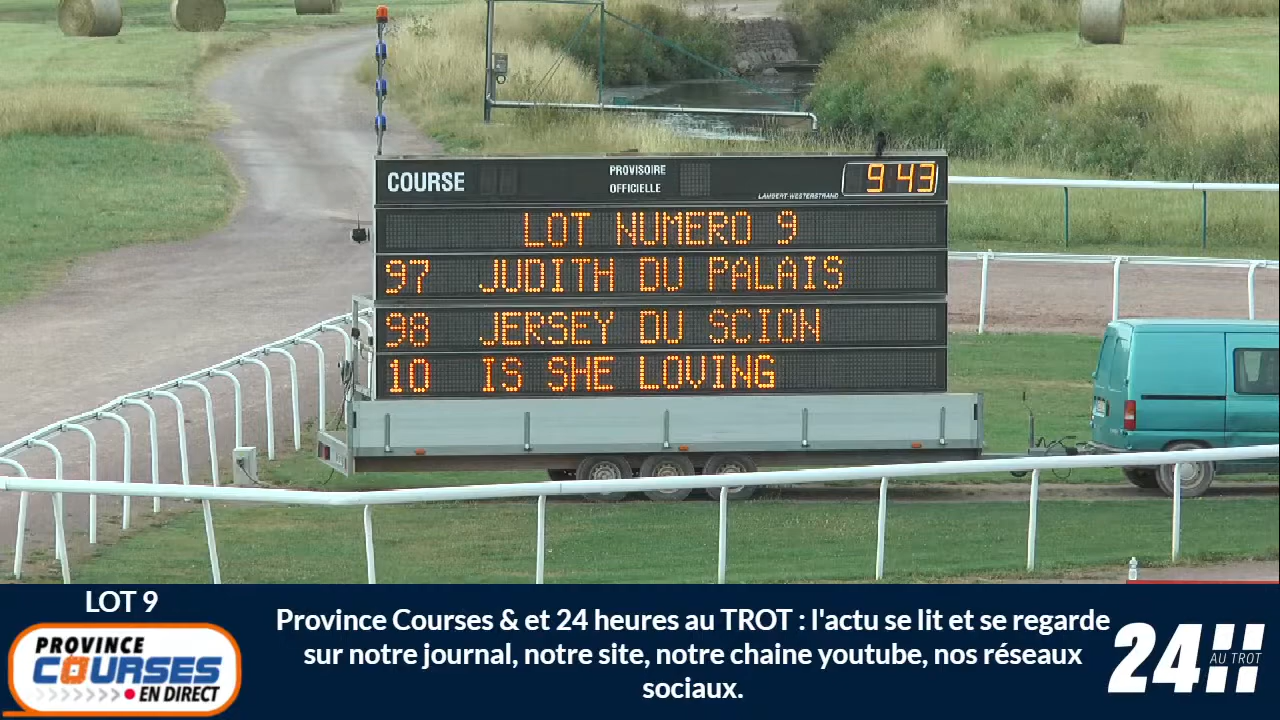 COURSE
PROVISOIRE
OFFICIELLE
9 43
LAMBERT WESTERSTRAND
LOT NUMERO 9
97 JUDITH DU PALAIS
98 JERSEY DU SCION
10 IS SHE LOVING
LOT 9
PROVINCE
COURSES
EN DIRECT
Province Courses & et 24 heures au TROT : l'actu se lit et se regarde
sur notre journal, notre site, notre chaine youtube, nos réseaux
sociaux.
24H
AU TROT